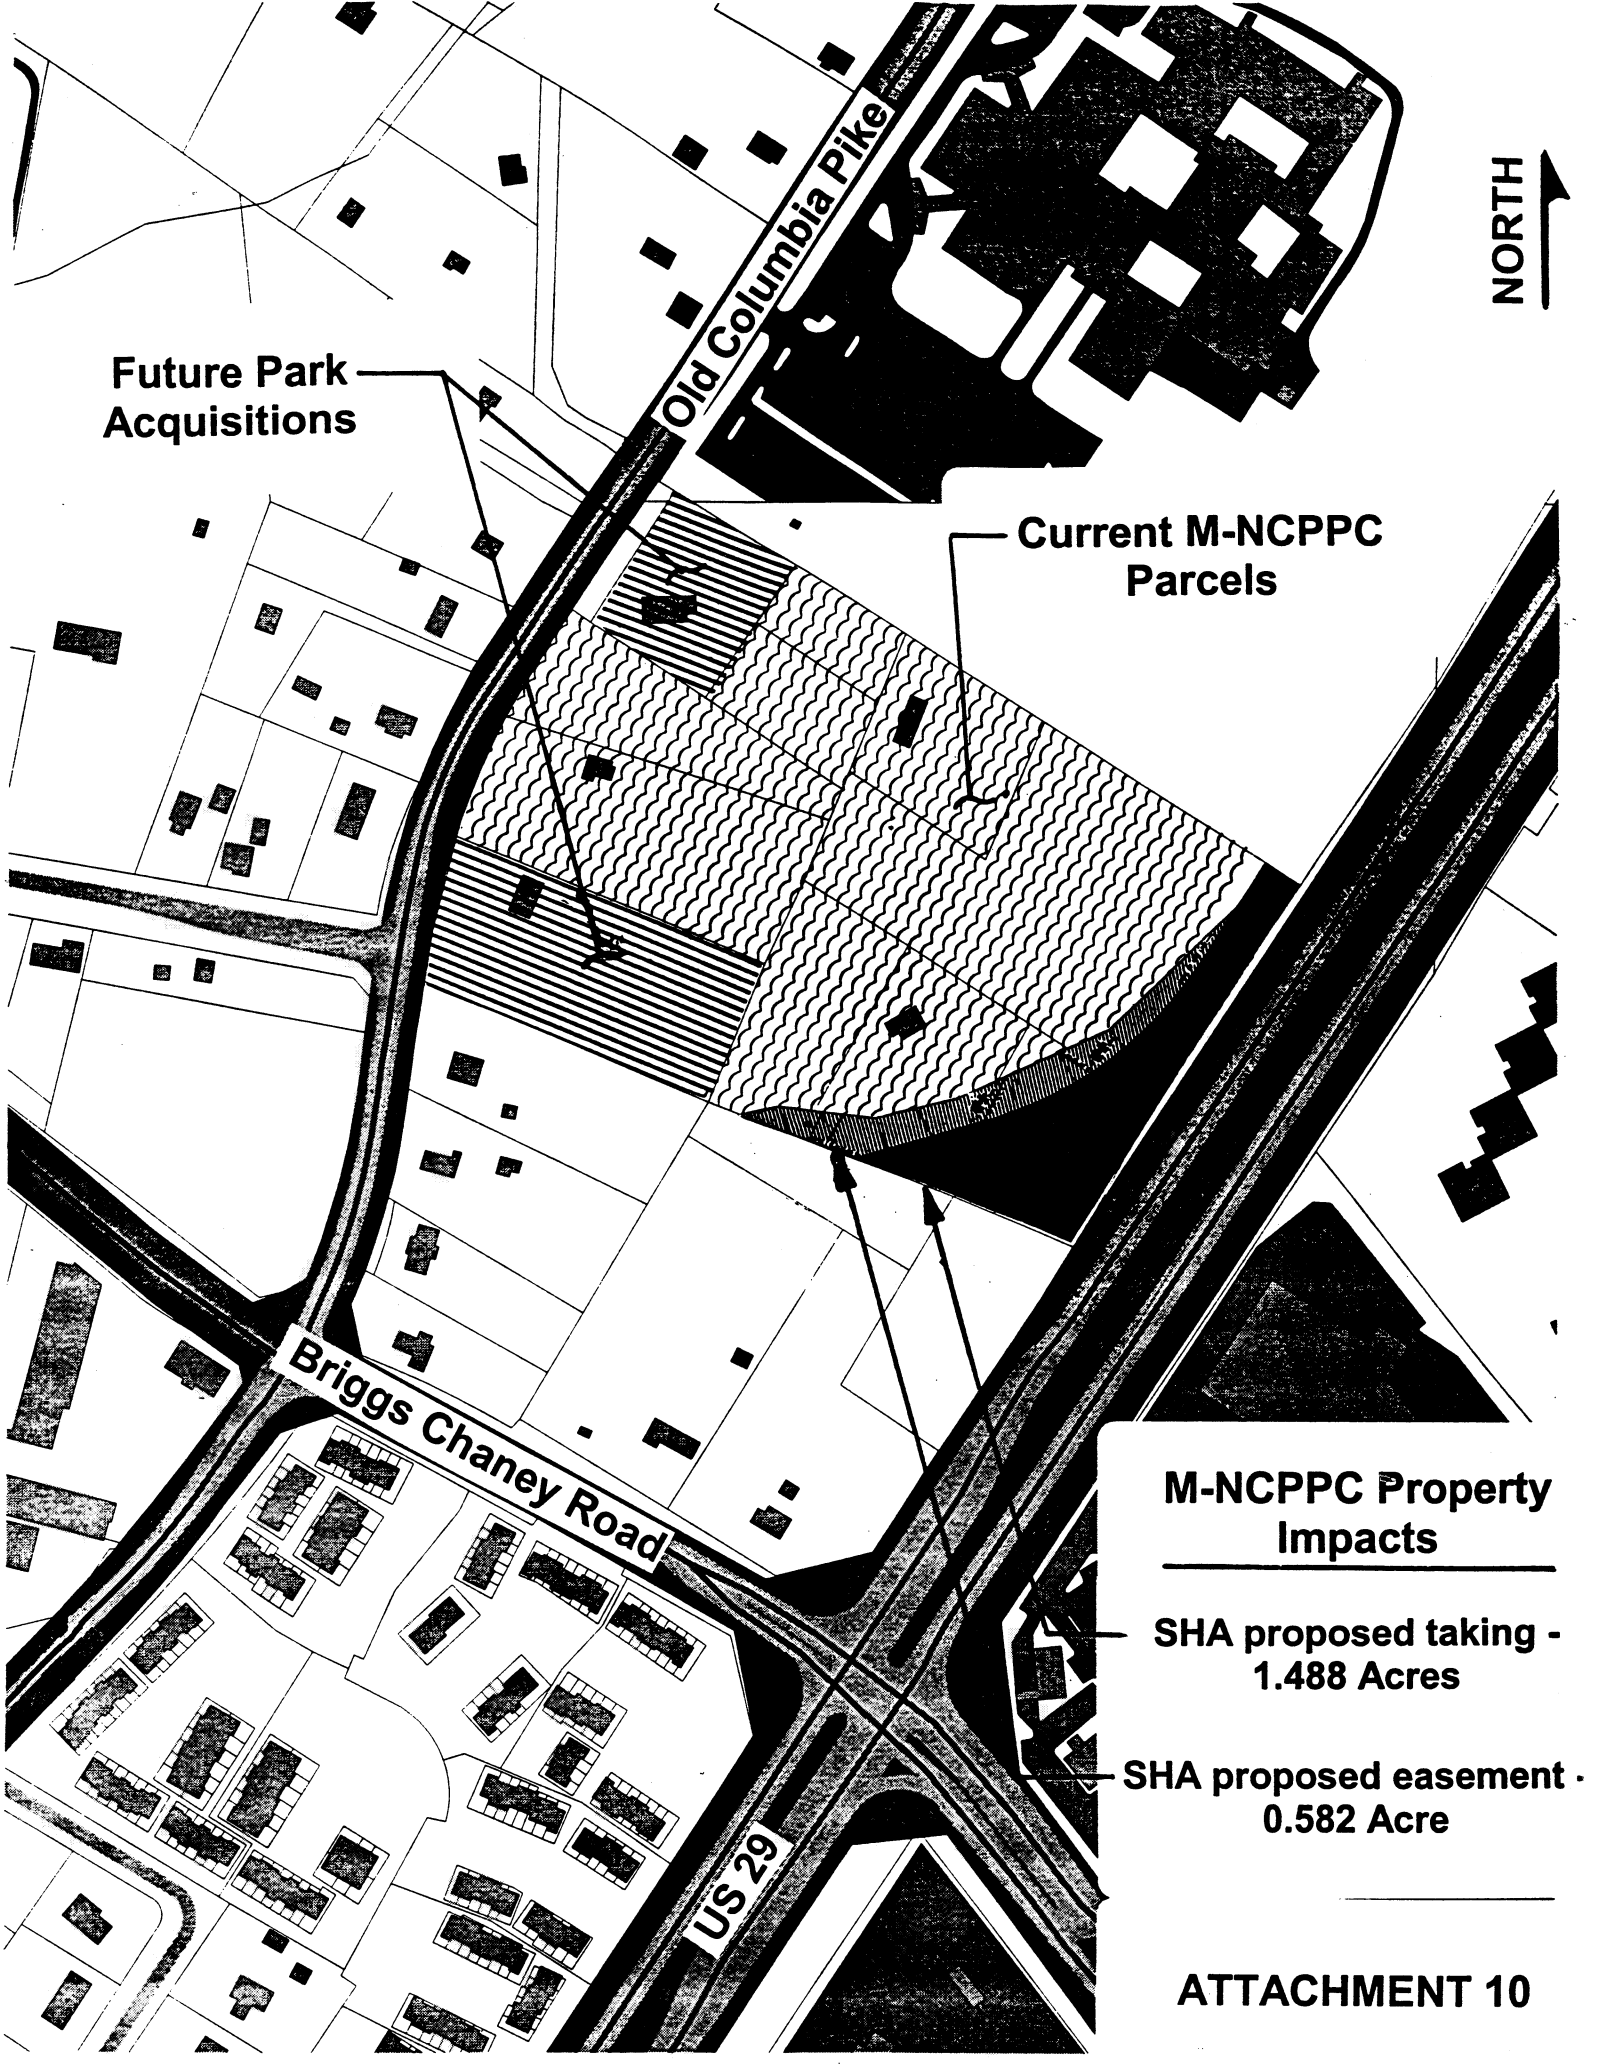 Old Columbia Pike
NORTH
Future Park
Acquisitions
Current M-NCPPC
Parcels
Briggs Chaney Road
US 29
M-NCPPC Property
Impacts
SHA proposed taking -
1.488 Acres
SHA proposed easement -
0.582 Acre
ATTACHMENT 10